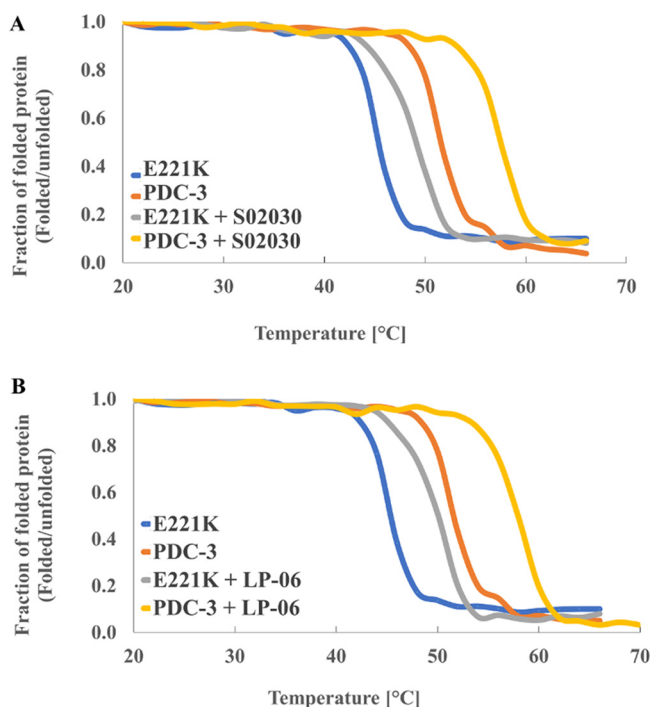 A
Fraction of folded protein
(Folded/unfolded)
1.0
0.8
0.6
0.4
0.2
0.0
E221K
PDC-3
E221K + S02030
PDC-3 + S02030
20 30 40 50 60 70
Temperature [°C]
B
Fraction of folded protein
(Folded/unfolded)
1.0
0.8
0.6
0.4
0.2
0.0
E221K
PDC-3
E221K + LP-06
PDC-3 + LP-06
20 30 40 50 60 70
Temperature [°C]